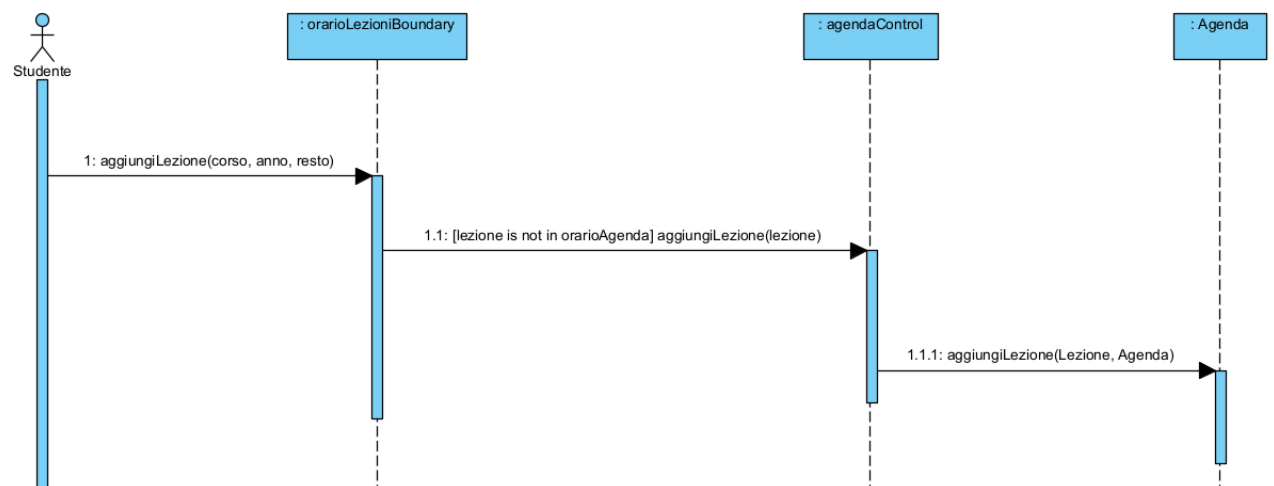 : orarioLezioniBoundary
: agendaControl
: Agenda
Studente
1: aggiungiLezione(corso, anno, resto)
1.1: [lezione is not in orarioAgenda] aggiungiLezione(lezione)
1.1.1: aggiungiLezione(Lezione, Agenda)